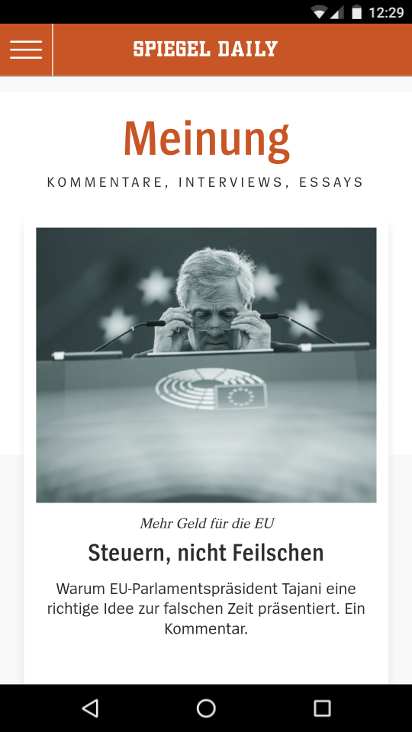 12:29
SPIEGEL DAILY
Meinung
KOMMENTARE, INTERVIEWS, ESSAYS
Mehr Geld für die EU
Steuern, nicht Feilschen
Warum EU-Parlamentspräsident Tajani eine
richtige Idee zur falschen Zeit präsentiert. Ein
Kommentar.